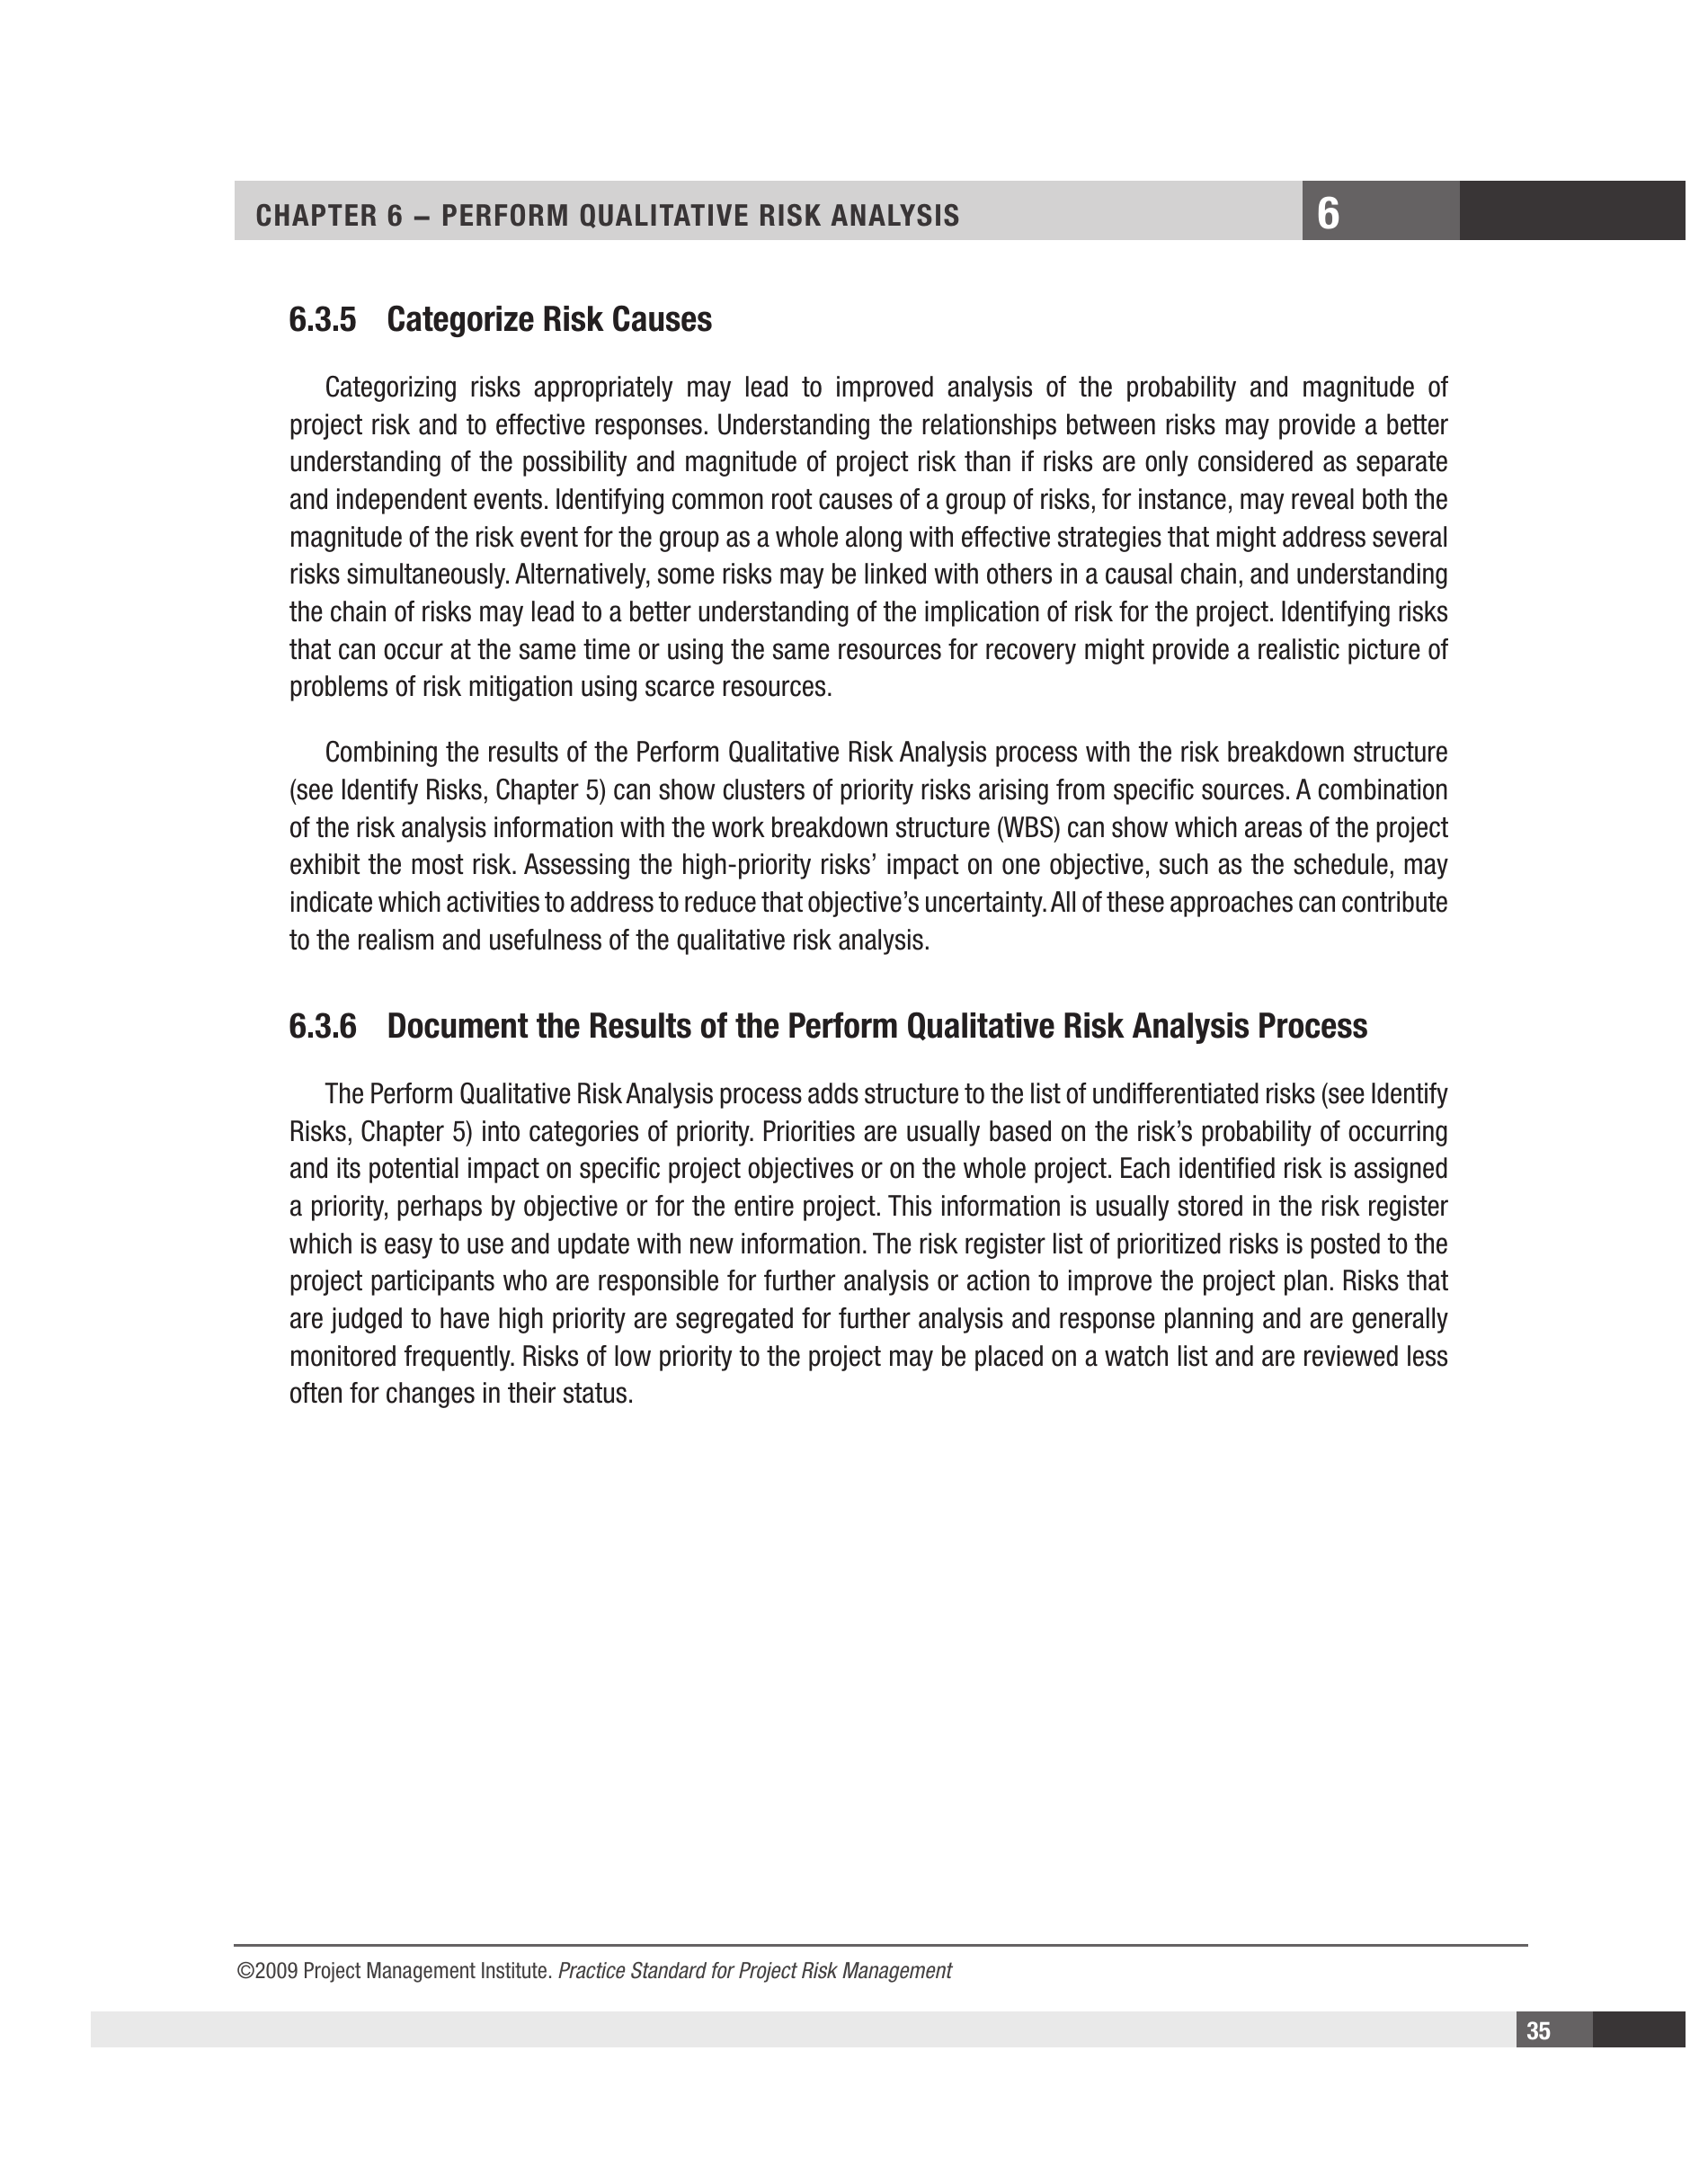 CHAPTER 6 – PERFORM QUALITATIVE RISK ANALYSIS 6
6.3.5 Categorize Risk Causes
Categorizing risks appropriately may lead to improved analysis of the probability and magnitude of
project risk and to effective responses. Understanding the relationships between risks may provide a better
understanding of the possibility and magnitude of project risk than if risks are only considered as separate
and independent events. Identifying common root causes of a group of risks, for instance, may reveal both the
magnitude of the risk event for the group as a whole along with effective strategies that might address several
risks simultaneously. Alternatively, some risks may be linked with others in a causal chain, and understanding
the chain of risks may lead to a better understanding of the implication of risk for the project. Identifying risks
that can occur at the same time or using the same resources for recovery might provide a realistic picture of
problems of risk mitigation using scarce resources.
Combining the results of the Perform Qualitative Risk Analysis process with the risk breakdown structure
(see Identify Risks, Chapter 5) can show clusters of priority risks arising from specific sources. A combination
of the risk analysis information with the work breakdown structure (WBS) can show which areas of the project
exhibit the most risk. Assessing the high-priority risks’ impact on one objective, such as the schedule, may
indicate which activities to address to reduce that objective’s uncertainty. All of these approaches can contribute
to the realism and usefulness of the qualitative risk analysis.
6.3.6 Document the Results of the Perform Qualitative Risk Analysis Process
The Perform Qualitative Risk Analysis process adds structure to the list of undifferentiated risks (see Identify
Risks, Chapter 5) into categories of priority. Priorities are usually based on the risk’s probability of occurring
and its potential impact on specific project objectives or on the whole project. Each identified risk is assigned
a priority, perhaps by objective or for the entire project. This information is usually stored in the risk register
which is easy to use and update with new information. The risk register list of prioritized risks is posted to the
project participants who are responsible for further analysis or action to improve the project plan. Risks that
are judged to have high priority are segregated for further analysis and response planning and are generally
monitored frequently. Risks of low priority to the project may be placed on a watch list and are reviewed less
often for changes in their status.
©2009 Project Management Institute. Practice Standard for Project Risk Management
35